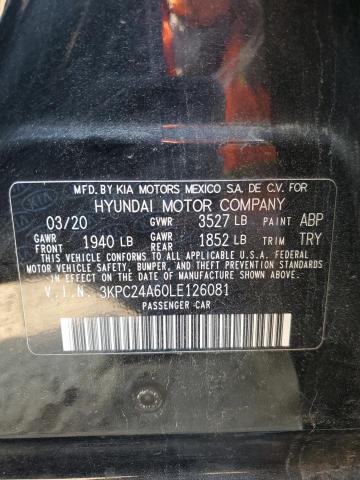 MFD. BY KIA MOTORS MEXICO S.A. DE C.V. FOR
HYUNDAI MOTOR COMPANY
03/20 GVWR 3527 LB PAINT ABP
GAWR FRONT 1940 LB GAWR REAR 1852 LB TRIM TRY
THIS VEHICLE CONFORMS TO ALL APPLICABLE U.S.A. FEDERAL
MOTOR VEHICLE SAFETY, BUMPER, AND THEFT
PREVENTION STANDARDS IN EFFECT ON THE DATE OF
MANUFACTURE SHOWN ABOVE.
V.I.N. 3KPC24A60LE126081
PASSENGER CAR